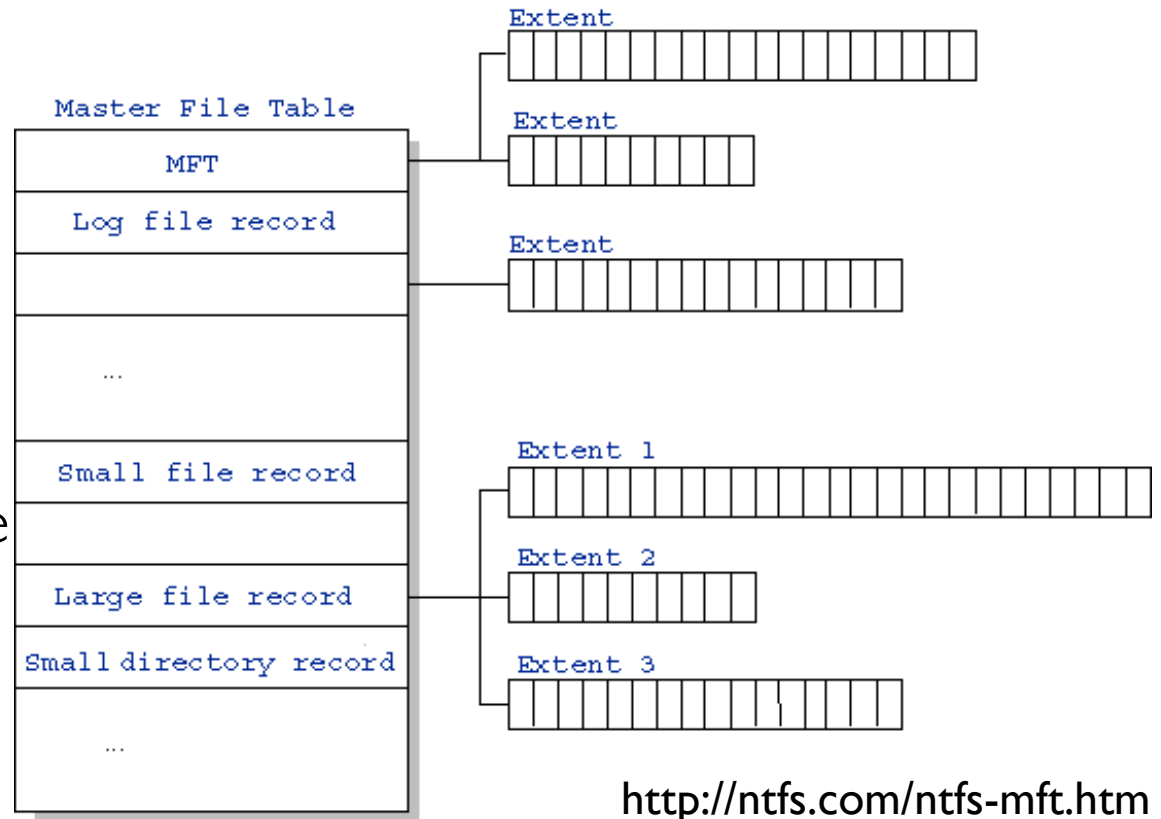 Master File Table
MFT
Log file record
...
Small file record
e
Large file record
Small directory record
...
Extent
Extent
Extent
Extent 1
Extent 2
Extent 3
http://ntfs.com/ntfs-mft.htm